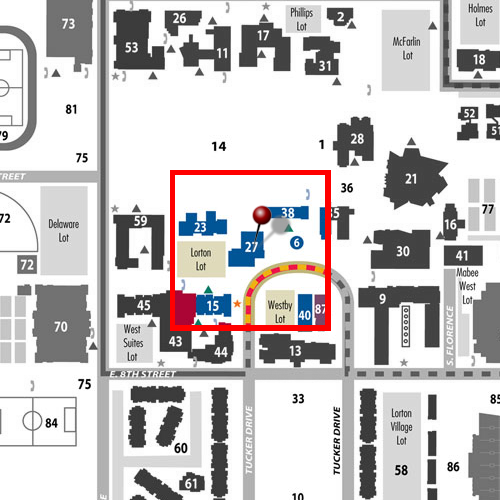 73
26
Phillips
Lot
2
Holmes
Lot
53
11
17
31
McFarlin
Lot
18
81
79
14
1
28
52
75
STREET
21
36
77
72
Delaware
Lot
59
23
38
16
6
27
30
41
72
Lorton
Lot
Mabee
West
Lot
9
45
15
Westby
Lot
40
87
70
West
Suites
Lot
43
44
13
S. FLORENCE
E. 8TH STREET
75
33
85
84
TUCKER DRIVE
TUCKER DRIVE
Lorton
Village
Lot
60
58
86
61
10